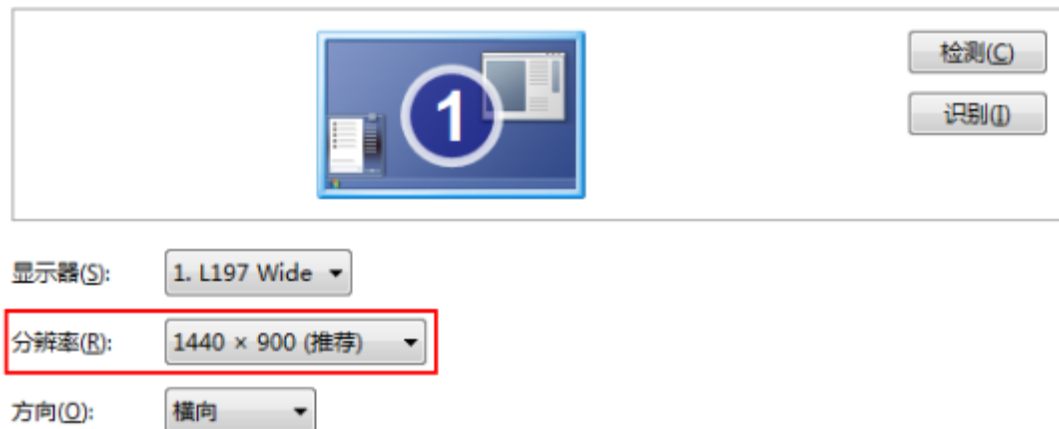 1
检测(C)
识别(I)
显示器(S): 1. L197 Wide
分辨率(R): 1440 × 900 (推荐)
方向(O): 横向